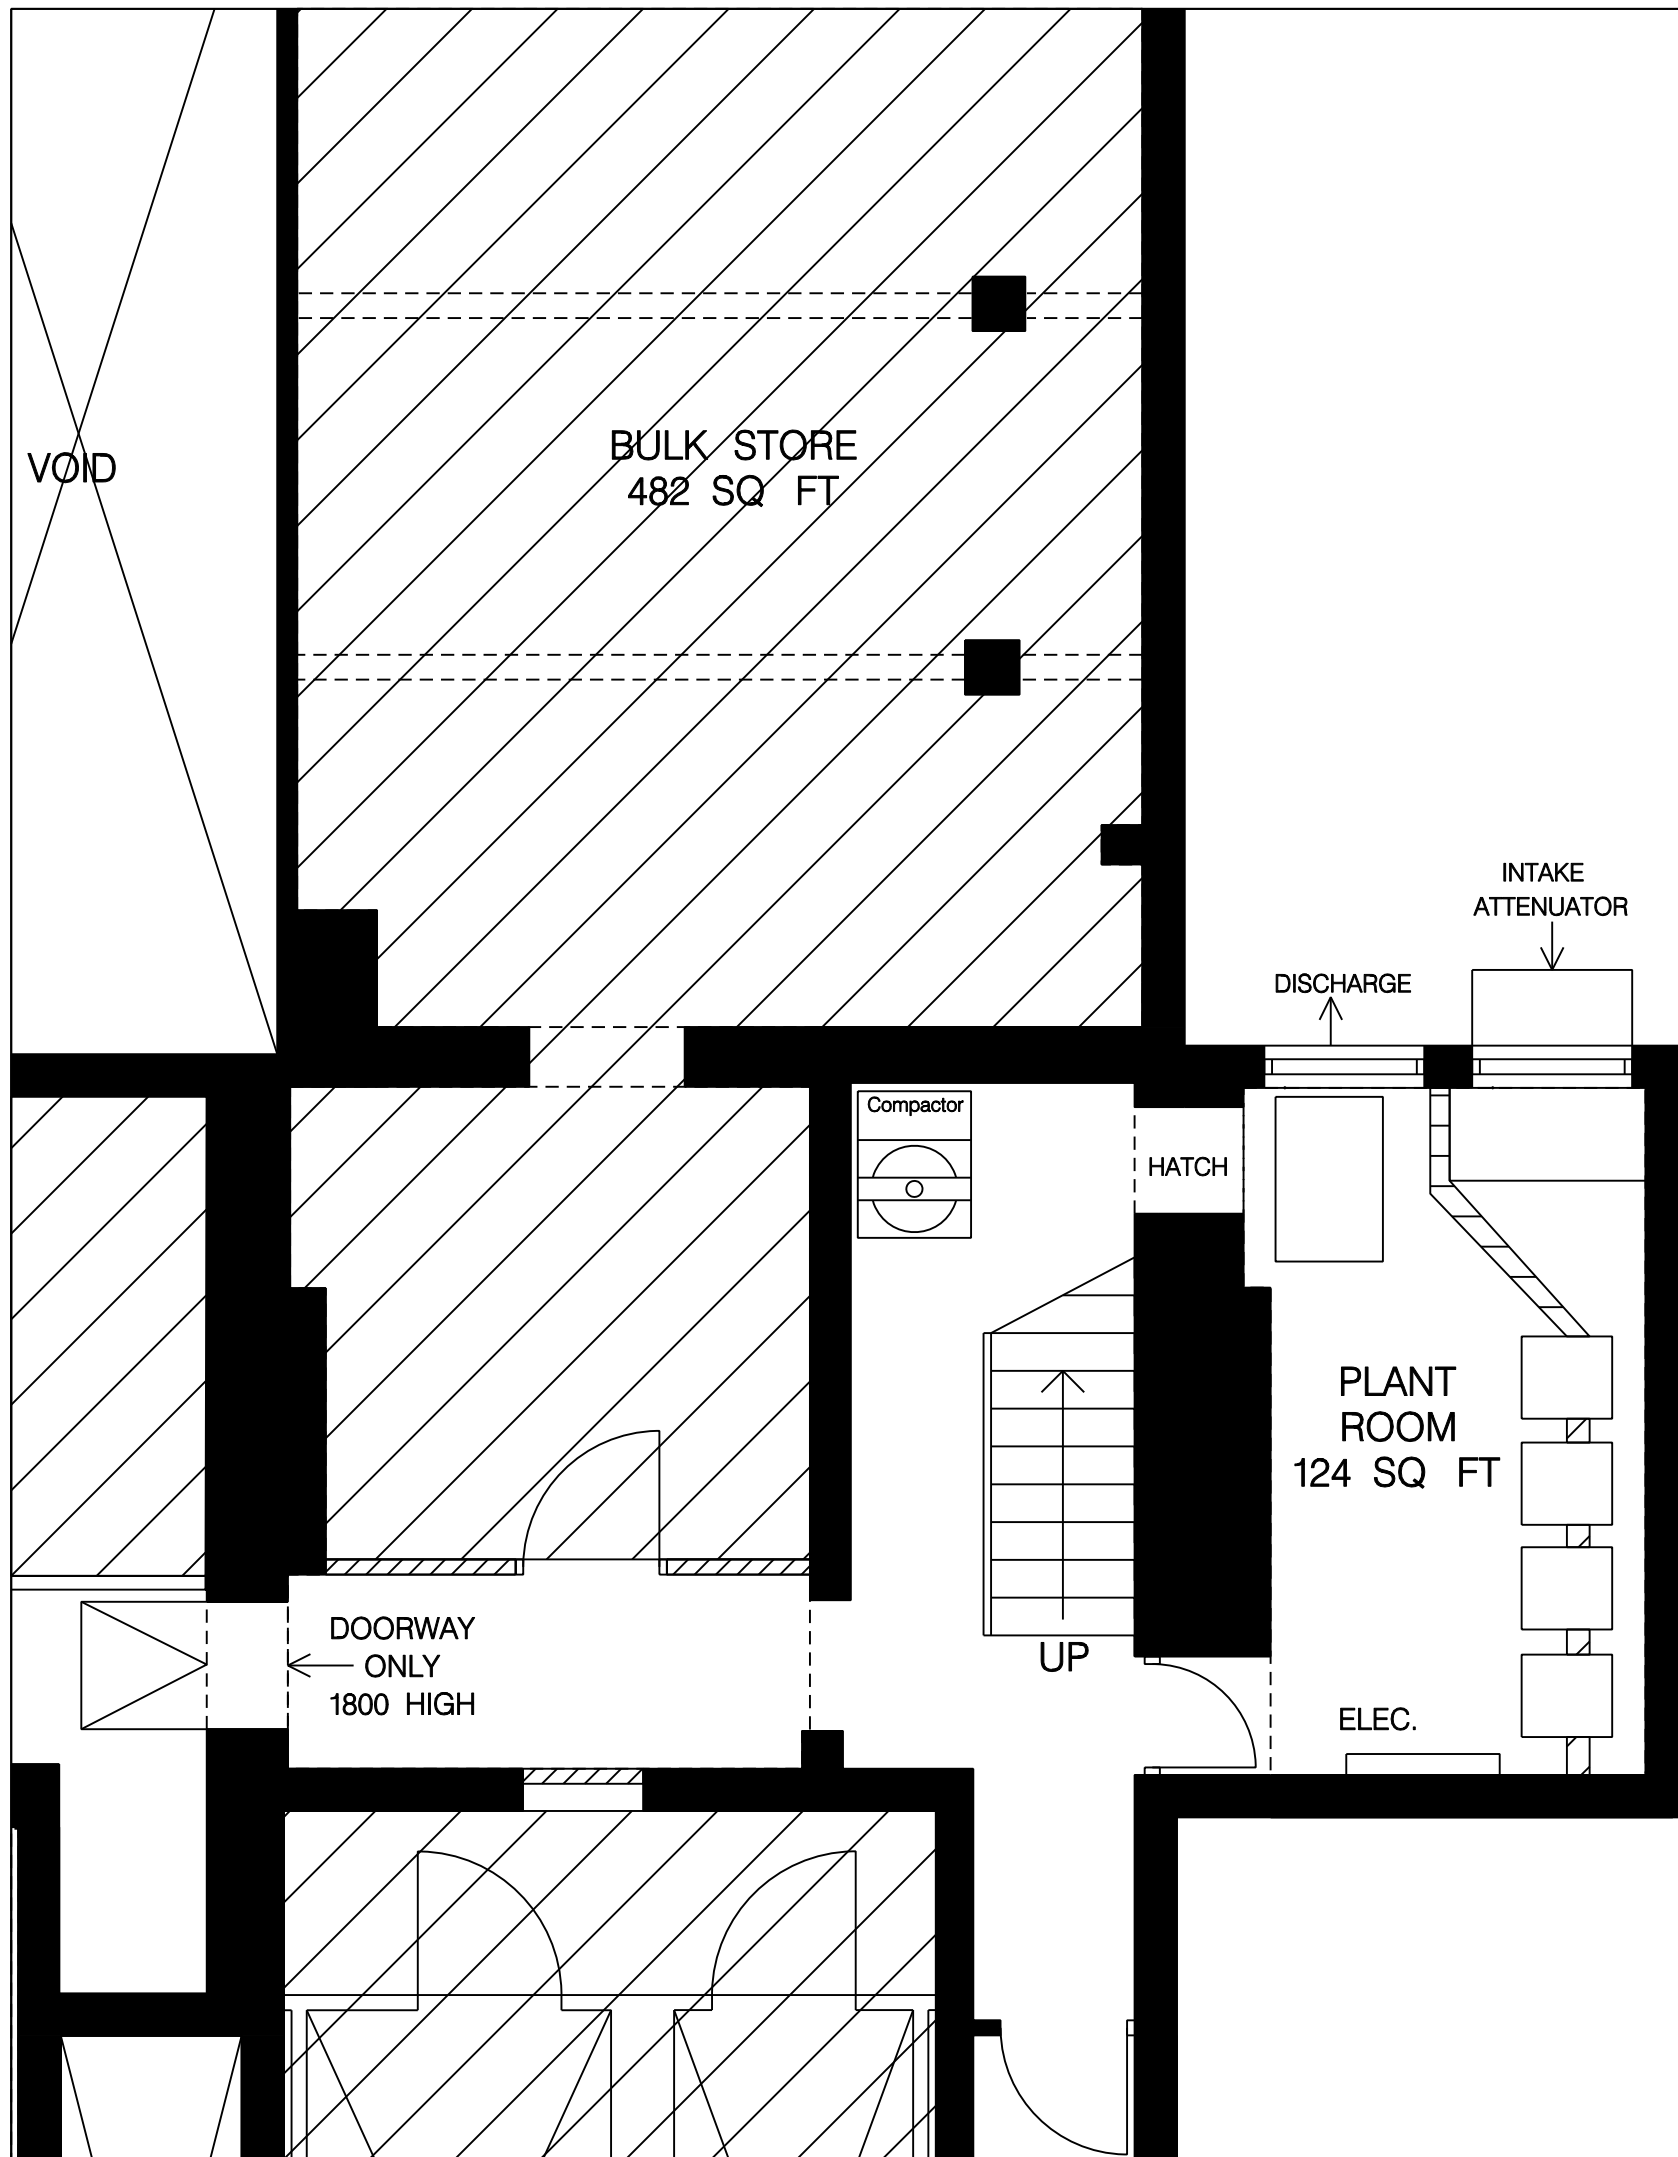 BULK STORE
482 SQ FT
VOID
INTAKE
ATTENUATOR
DISCHARGE
Compactor
HATCH
PLANT
ROOM
124 SQ FT
DOORWAY
ONLY
1800 HIGH
UP
ELEC.